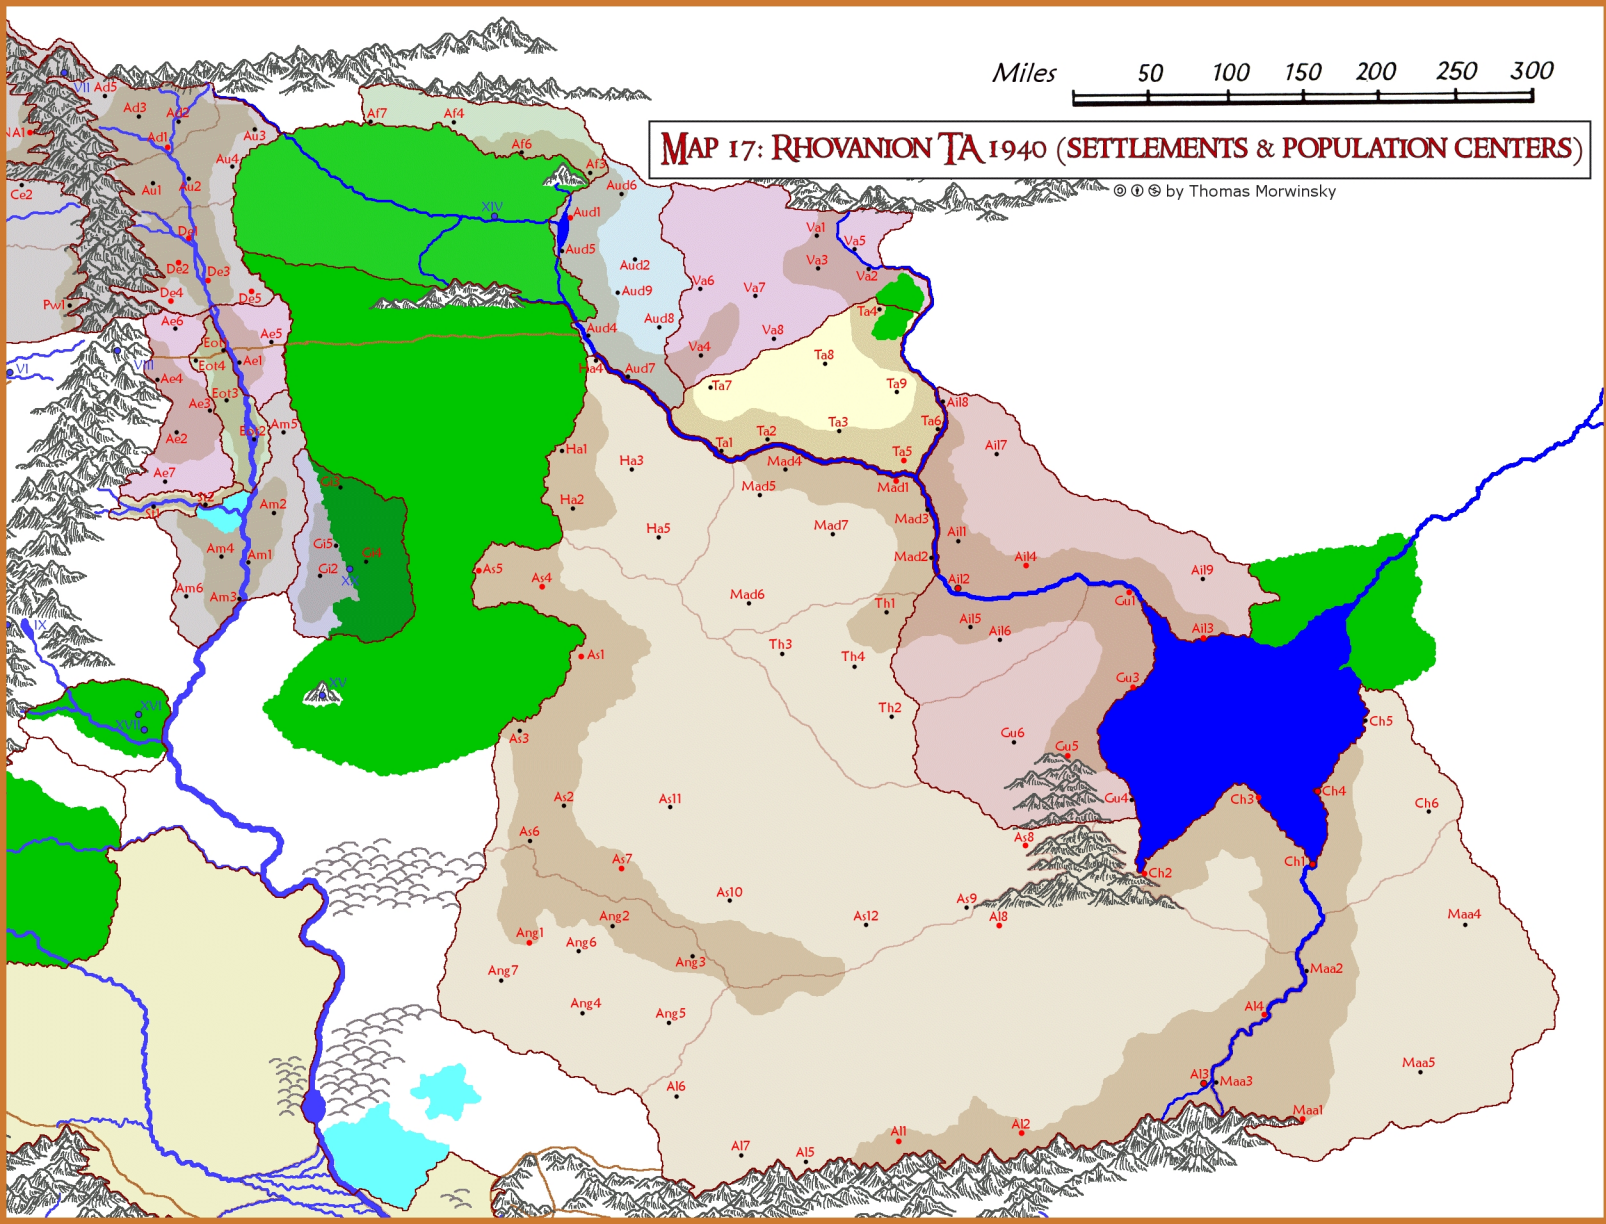 Miles 50 100 150 200 250 300
Map 17: Rhovanion TA 1940 (settlements & population centers)
by Thomas Morwinsky
VII
Ad5
Ad3
Ad2
Ad1
Au3
Au4
Au1
Au2
Ce2
De1
De2
De3
De4
De5
Pw1
Af7
Af4
Af6
Af3
Aud6
Aud1
XIV
Aud5
Aud2
Aud9
Aud8
Aud4
Aud7
Ha4
Va1
Va5
Va3
Va2
Va6
Va7
Va8
Va4
Ta4
Ta8
Ta7
Ta9
Ta3
Ta2
Ta1
Ta6
Ta5
Ae6
Ae5
Ae1
Eot4
VIII
VI
Ae4
Eot3
Ae3
Ae2
Eot2
Am5
Ae7
St2
St1
Am2
Am4
Am1
Am6
Am3
Gi3
Gi5
Gi4
Gi2
XX
IX
XV
XVI
XVII
Ha1
Ha3
Ha2
Ha5
Mad4
Mad5
Mad1
Mad7
Mad3
Mad2
Mad6
Ail8
Ail7
Ail1
Ail4
Ail9
Ail2
Ail5
Ail6
Ail3
As5
As4
As1
Th1
Th3
Th4
Th2
Gu1
Gu3
Gu6
Gu5
Gu4
As3
As2
As11
As6
As7
As8
As10
As12
As9
Al8
Ch5
Ch3
Ch4
Ch6
Ch1
Ch2
Ang1
Ang2
Ang6
Ang3
Ang7
Ang4
Ang5
Maa4
Maa2
Al4
Maa5
Al3
Maa3
Maa1
Al6
Al1
Al2
Al7
Al5